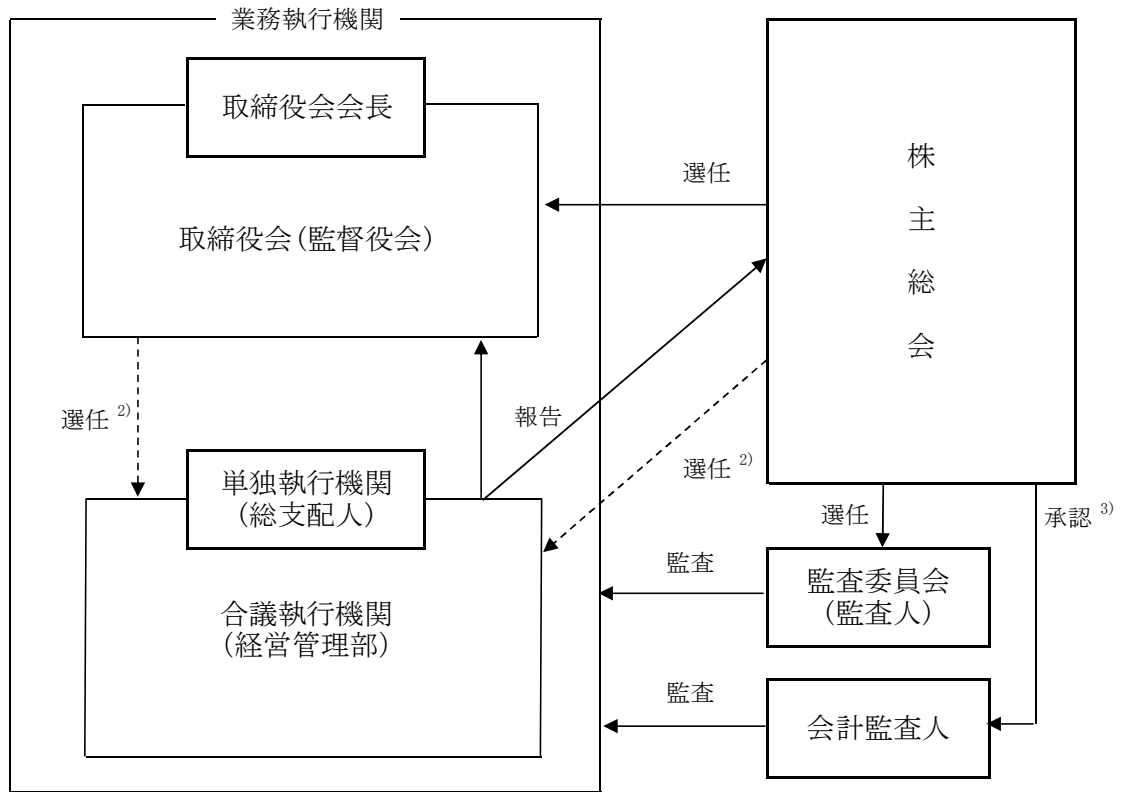 業務執行機関
取締役会会長
取締役会(監督役会)
選任 2)
単独執行機関
(総支配人)
合議執行機関
(経営管理部)
選任
報告
選任 2)
株
主
総
会
選任
承認 3)
監査
監査委員会
(監査人)
監査
会計監査人